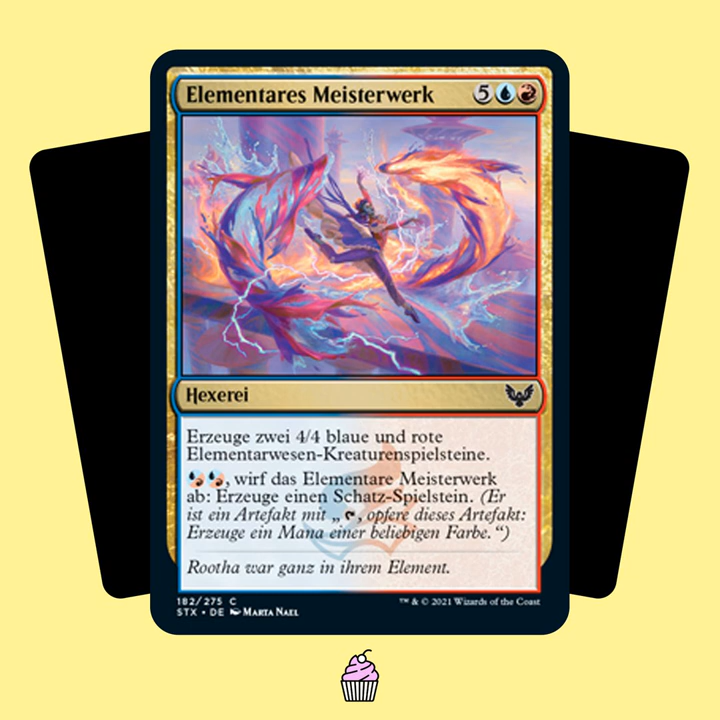 Elementares Meisterwerk 5
Hexerei
Erzeuge zwei 4/4 blaue und rote
Elementarwesen-Kreaturenspielsteine.
, wirf das Elementare Meisterwerk
ab: Erzeuge einen Schatz-Spielstein. (Er
ist ein Artefakt mit „ , opfere dieses Artefakt:
Erzeuge ein Mana einer beliebigen Farbe.“)
Rootha war ganz in ihrem Element.
182/275 C
STX • DE Marta Nael
™ & © 2021 Wizards of the Coast